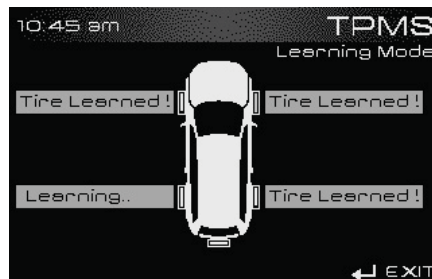 10:45 am TPMS
Learning Mode
Tire Learned! Tire Learned!
Learning.. Tire Learned!
EXIT